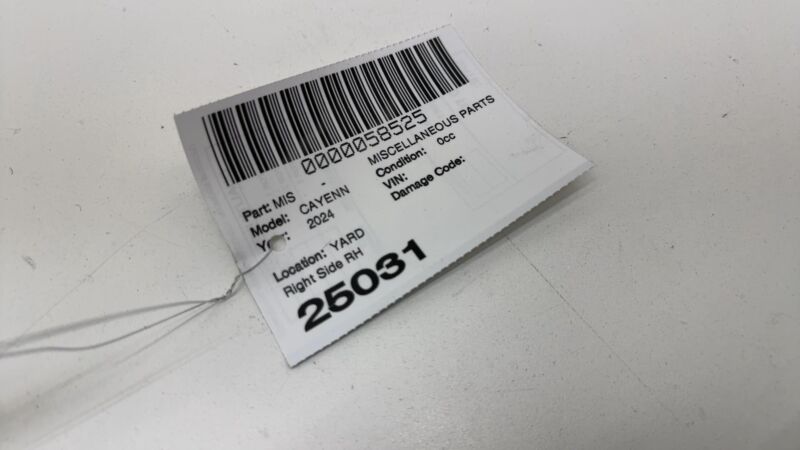 0000058525
Part: MIS - MISCELLANEOUS PARTS
Model: CAYENN Condition: 0cc
2024 VIN:
Damage Code:
Location: YARD
Right Side RH
25031